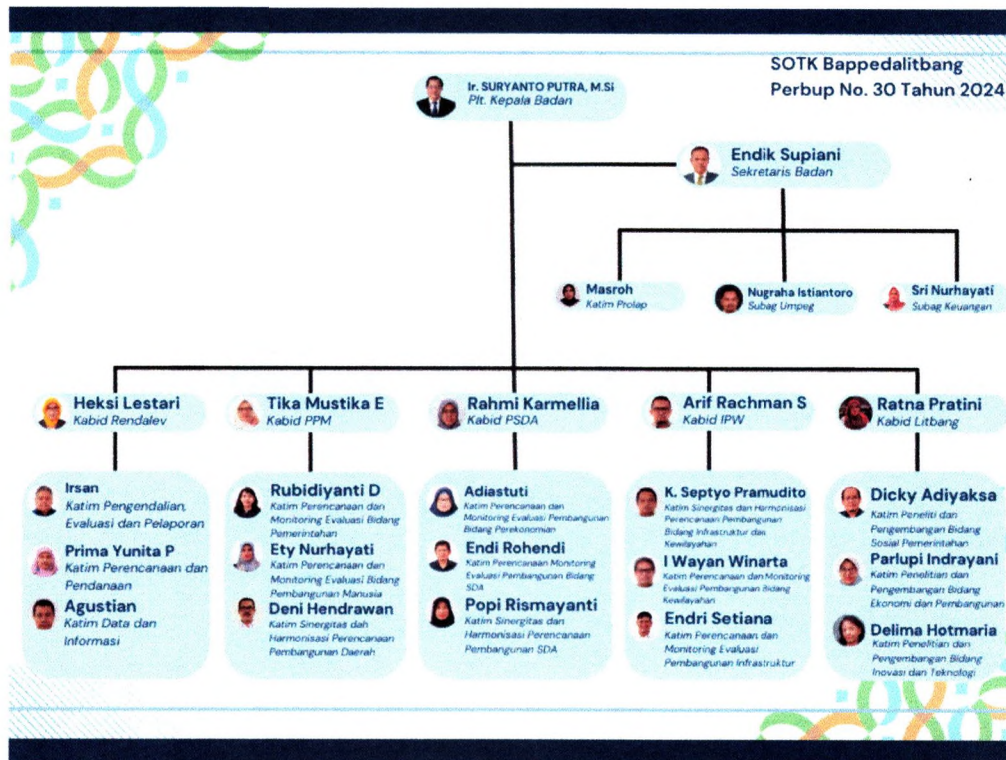 SOTK Bappedalitbang
Perbup No. 30 Tahun 2024
Ir. SURYANTO PUTRA, M.Si
Plt. Kepala Badan
Endik Supiani
Sekretaris Badan
Masroh
Katim Prolap
Nugraha Istiantoro
Subag Umpeg
Sri Nurhayati
Subag Keuangan
Heksi Lestari
Kabid Rendalev
Tika Mustika E
Kabid PPM
Rahmi Karmellia
Kabid PSDA
Arif Rachman S
Kabid IPW
Ratna Pratini
Kabid Litbang
Irsan
Katim Pengendalian,
Evaluasi dan Pelaporan
Prima Yunita P
Katim Perencanaan dan
Pendanaan
Agustian
Katim Data dan
Informasi
Rubidiyanti D
Katim Perencanaan dan
Monitoring Evaluasi Bidang
Pemerintahan
Ety Nurhayati
Katim Perencanaan dan
Monitoring Evaluasi Bidang
Pembangunan Manusia
Deni Hendrawan
Katim Sinergitas dah
Harmonisasi Perencanaan
Pembangunan Daerah
Adiastuti
Katim Perencanaan dan
Monitoring Evaluasi Pembangunan
Bidang Perekonomian
Endi Rohendi
Katim Perencanaan Monitoring
Evaluasi Pembangunan Bidang
SDA
Popi Rismayanti
Katim Sinergitas dan
Harmonisasi Perencanaan
Pembangunan SDA
K. Septyo Pramudito
Katim Sinergitas dan Harmonisasi
Perencanaan Pembangunan
Bidang Infrastruktur dan
Kewilayahan
I Wayan Winarta
Katim Perencanaan dan Monitoring
Evaluasi Pembangunan Bidang
Kewilayahan
Endri Setiana
Katim Perencanaan dan
Monitoring Evaluasi
Pembangunan Infrastruktur
Dicky Adiyaksa
Katim Peneliti dan
Pengembangan Bidang
Sosial Pemerintahan
Parlupi Indrayani
Katim Penelitian dan
Pengembangan Bidang
Ekonomi dan Pembangunan
Delima Hotmaria
Katim Penelitian dan
Pengembangan Bidang
Inovasi dan Teknologi